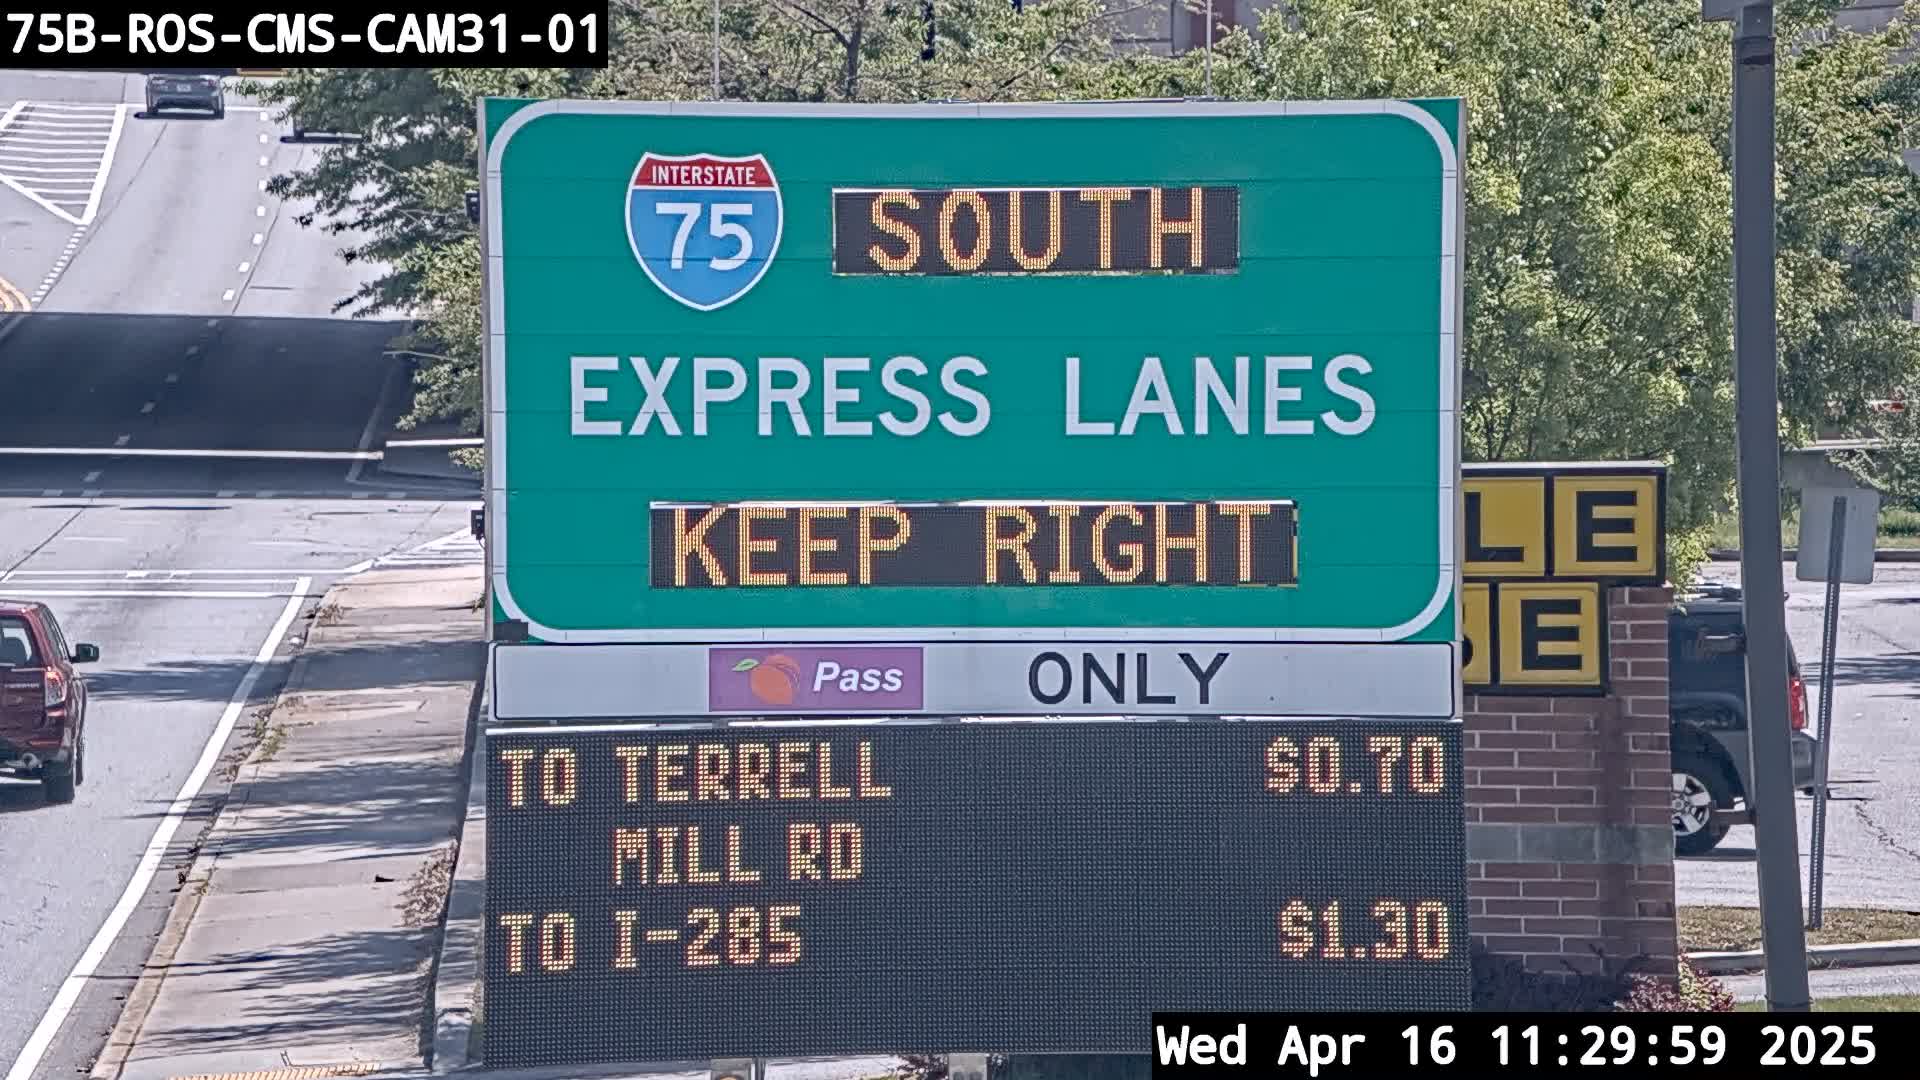 75B-ROS-CMS-CAM31-01
INTERSTATE
75
SOUTH
EXPRESS LANES
KEEP RIGHT
Pass ONLY
TO TERRELL $0.70
MILL RD
TO I-285 $1.30
LE
E
Wed Apr 16 11:29:59 2025